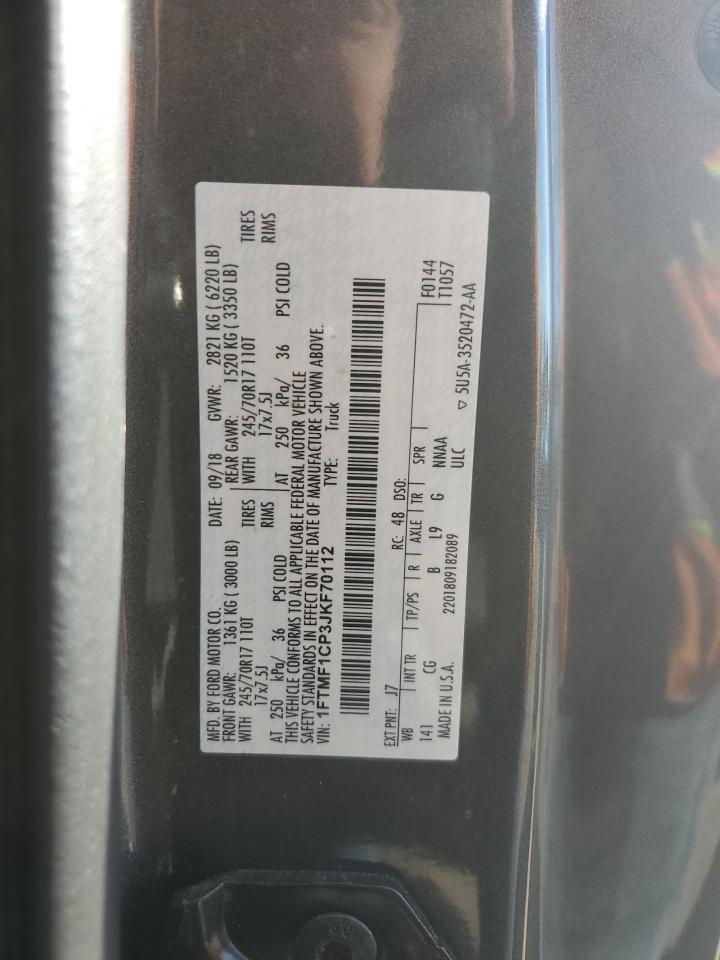 MFD. BY FORD MOTOR CO. DATE: 09/18 GVWR: 2821 KG ( 6220 LB)
FRONT GAWR: 1361 KG ( 3000 LB) REAR GAWR: 1520 KG ( 3350 LB)
WITH 245/70R17 110T TIRES WITH 245/70R17 110T TIRES
17x7.5J RIMS 17x7.5J RIMS
AT 250 kPa/ 36 PSI COLD AT 250 kPa/ 36 PSI COLD
THIS VEHICLE CONFORMS TO ALL APPLICABLE FEDERAL MOTOR VEHICLE
SAFETY STANDARDS IN EFFECT ON THE DATE OF MANUFACTURE SHOWN ABOVE.
VIN: 1FTMF1CP3JKF70112 TYPE: Truck
EXT PNT: J7 RC: 48 DSO:
WB INT TR TP/PS R AXLE TR SPR F0144
141 CG B L9 G NNAA T1057
MADE IN U.S.A. 2201809182089 ULC ▽ 5U5A-3520472-AA